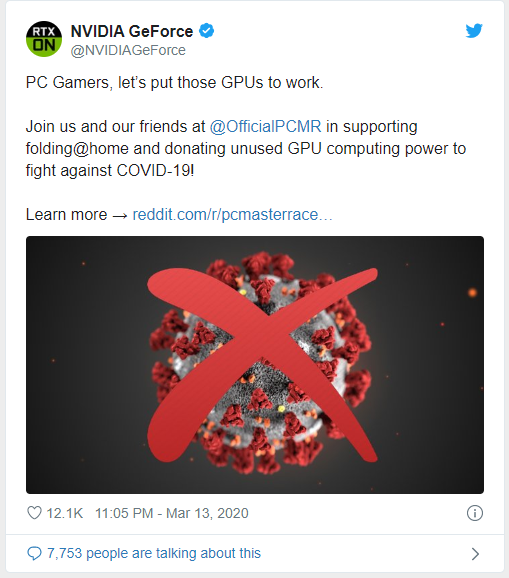 RTX
ON
NVIDIA GeForce
@NVIDIAGeForce
PC Gamers, let’s put those GPUs to work.
Join us and our friends at @OfficialPCMR in supporting
folding@home and donating unused GPU computing power to
fight against COVID-19!
Learn more → reddit.com/r/pcmasterrace…
12.1K 11:05 PM - Mar 13, 2020
7,753 people are talking about this